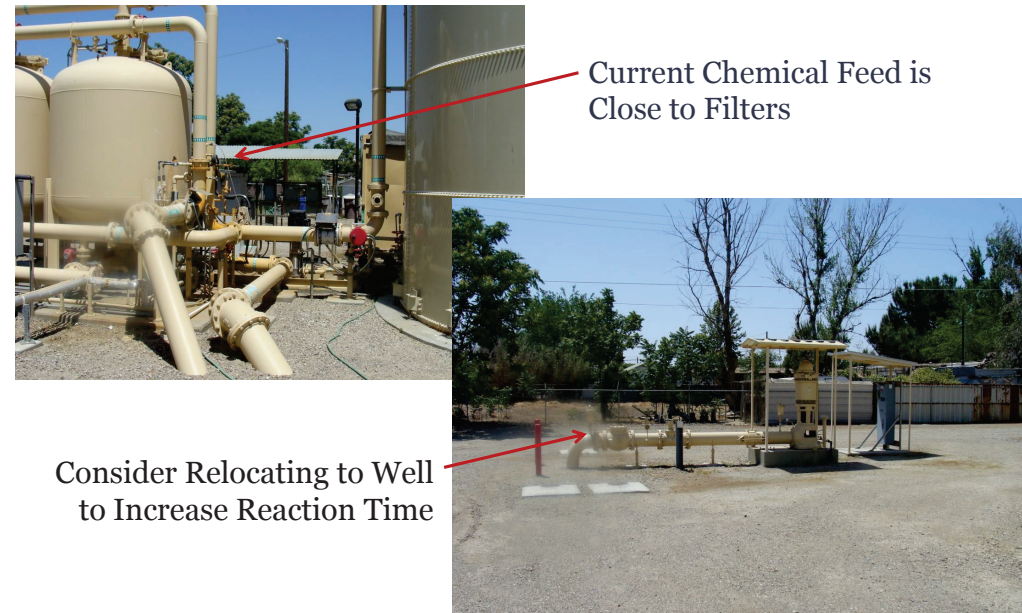 Current Chemical Feed is
Close to Filters
Consider Relocating to Well
to Increase Reaction Time